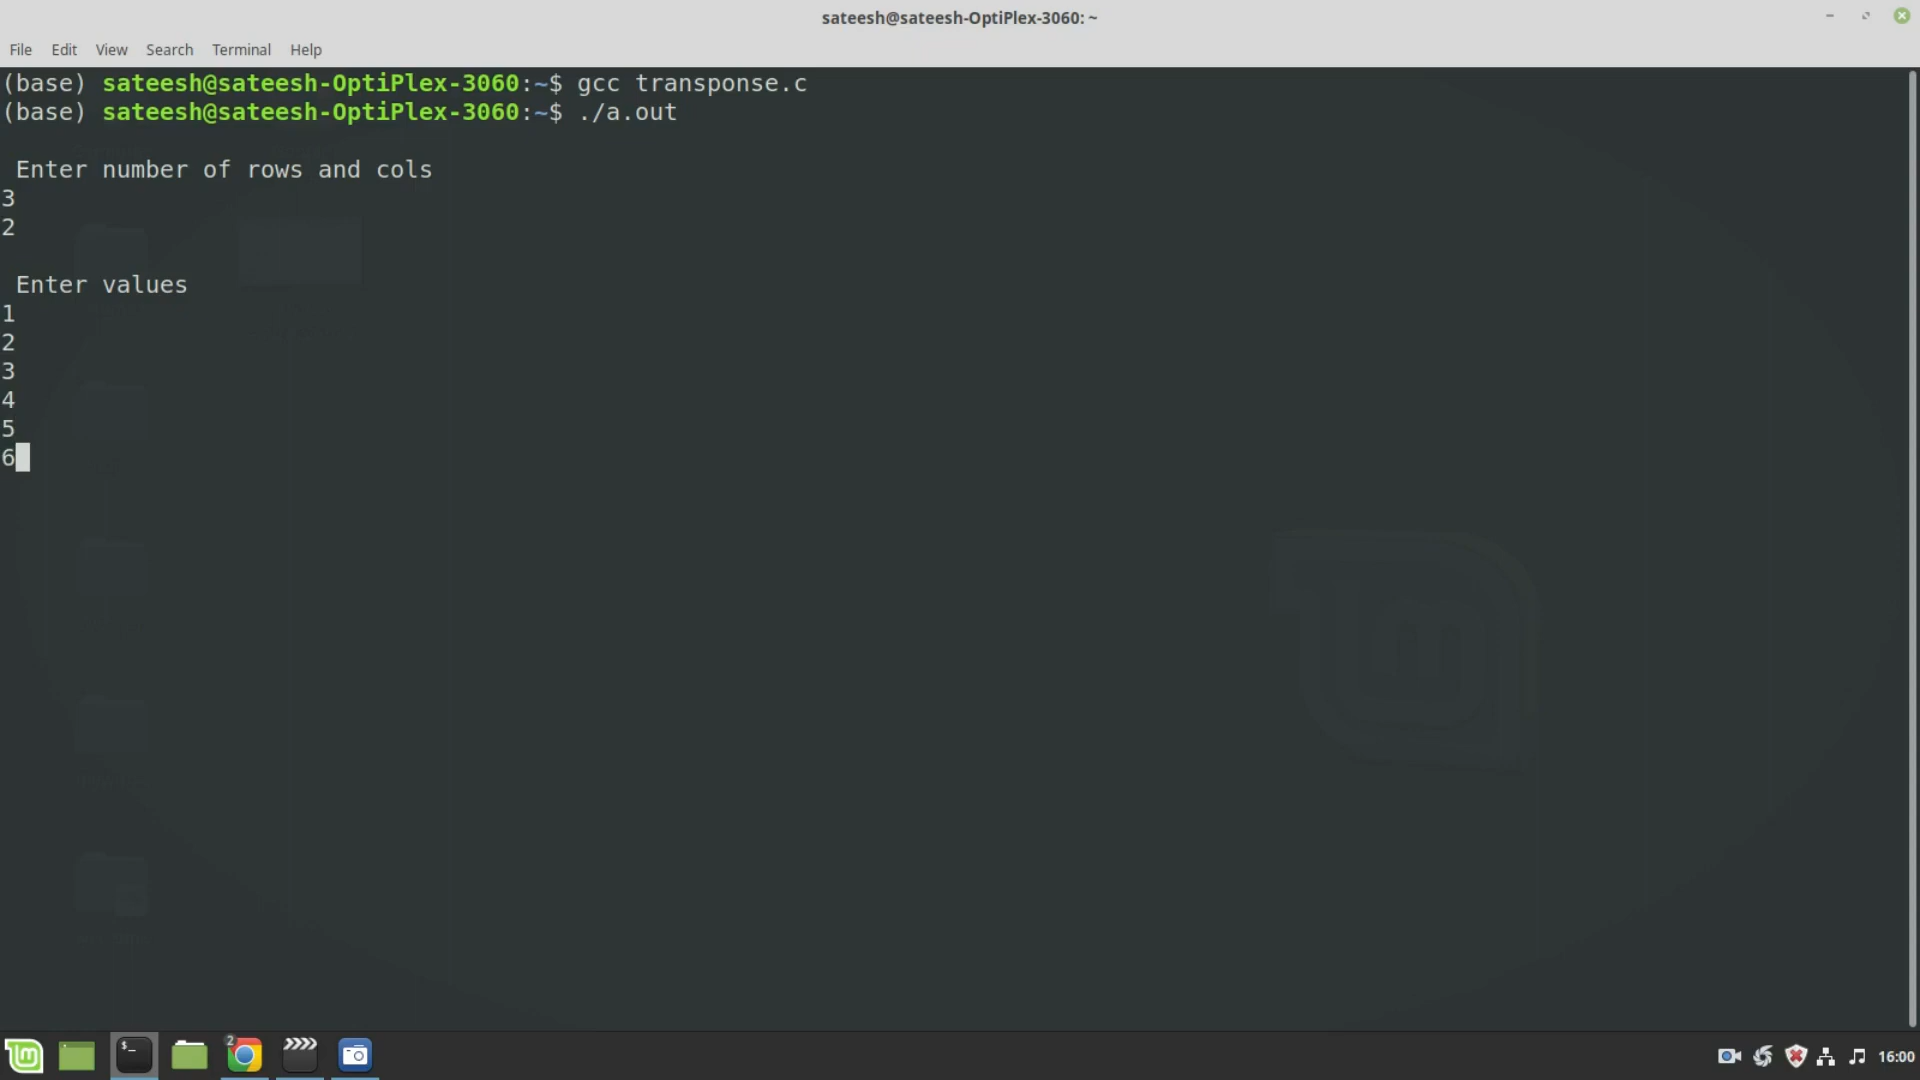 sateesh@sateesh-OptiPlex-3060: ~
File Edit View Search Terminal Help
(base) sateesh@sateesh-OptiPlex-3060:~$ gcc transponse.c
(base) sateesh@sateesh-OptiPlex-3060:~$ ./a.out
Enter number of rows and cols
3
2
Enter values
1
2
3
4
5
6
$_
2
16:00